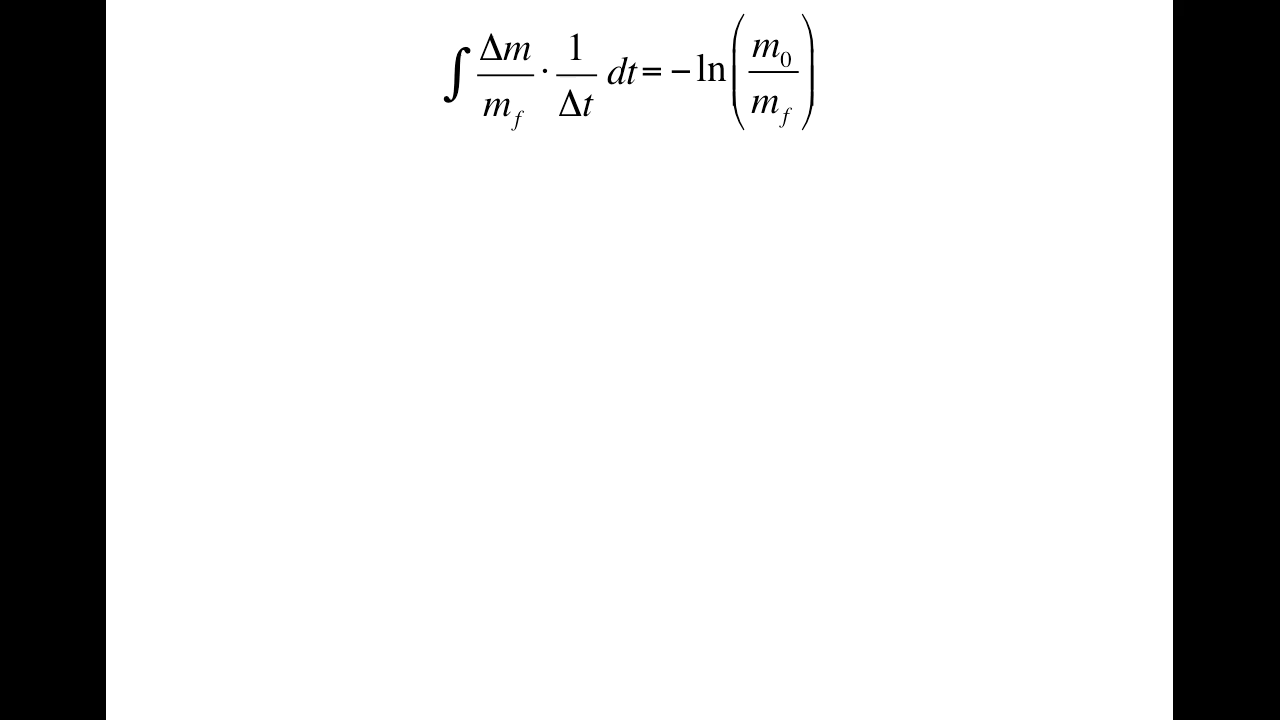 ∫ Δm/m_f · 1/Δt dt = − ln(m_0/m_f)